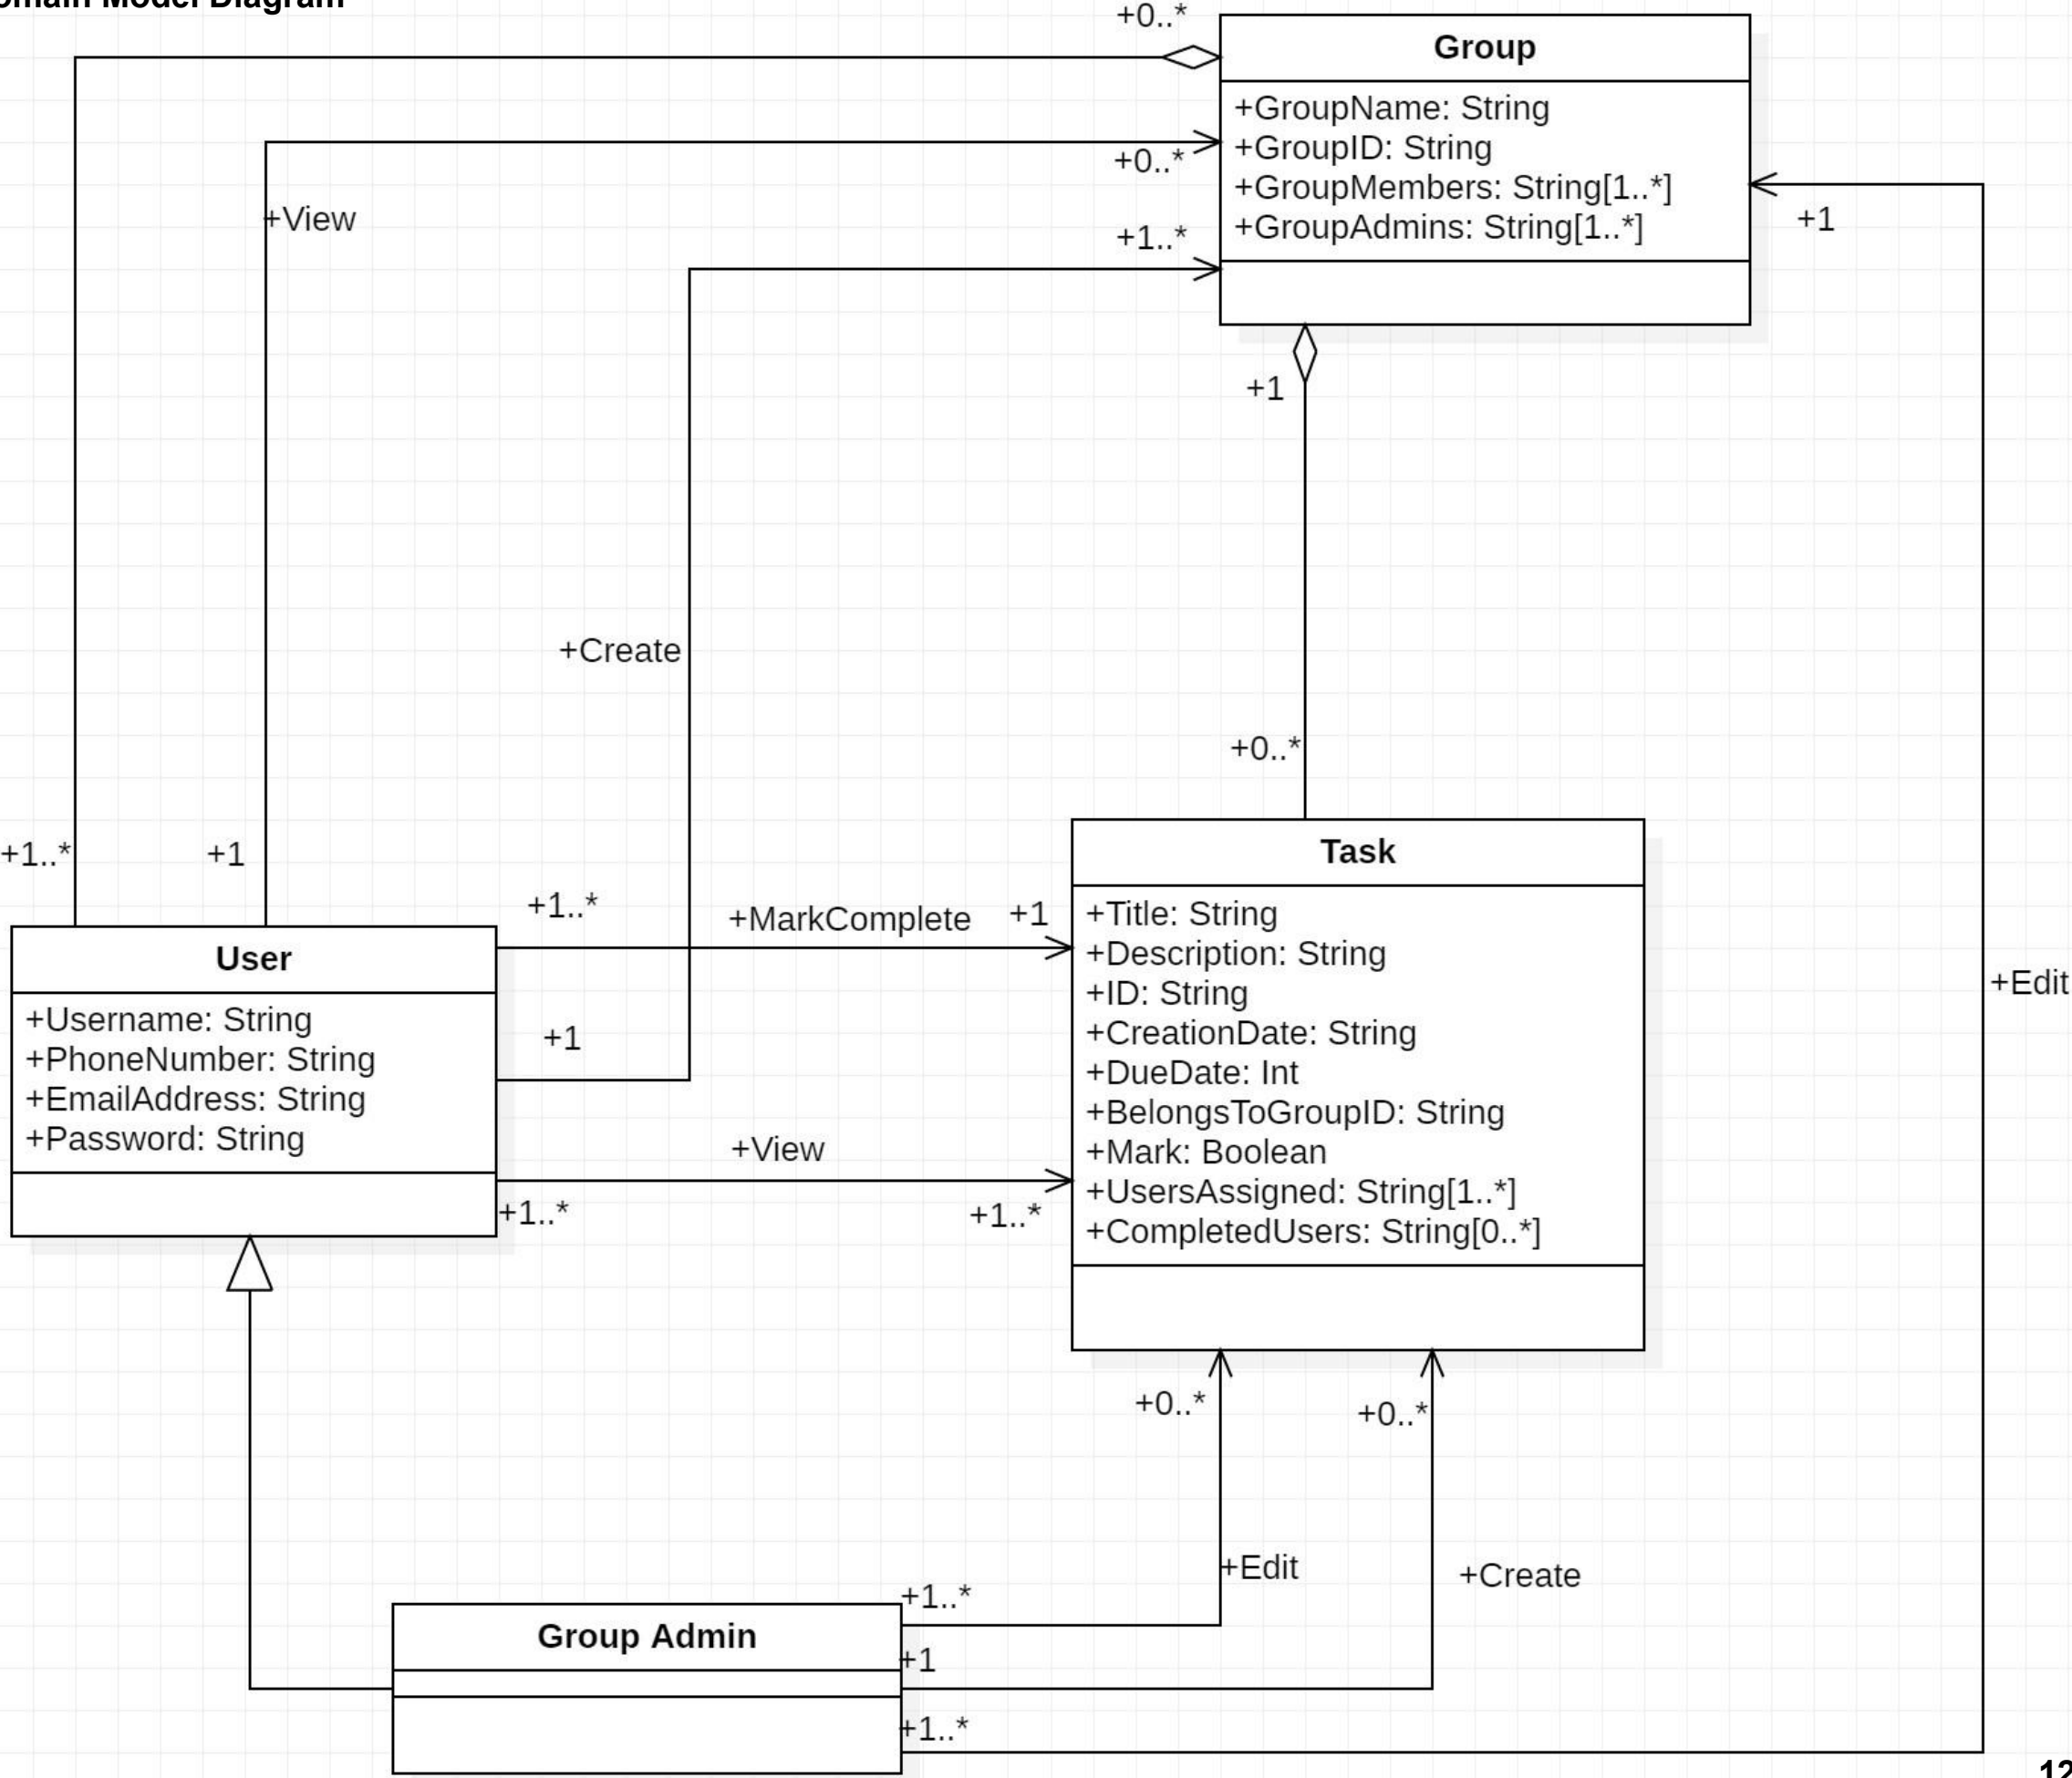 Model Diagram
+0..*
Group
+GroupName: String
+GroupID: String
+GroupMembers: String[1..*]
+GroupAdmins: String[1..*]
+0..*
+View
+1..*
+1
+1
+Create
+0..*
+1..*
+1
Task
+Title: String
+Description: String
+ID: String
+CreationDate: String
+DueDate: Int
+BelongsToGroupID: String
+Mark: Boolean
+UsersAssigned: String[1..*]
+CompletedUsers: String[0..*]
+1..*
+MarkComplete
+1
+Edit
User
+Username: String
+PhoneNumber: String
+EmailAddress: String
+Password: String
+1
+View
+1..*
+1..*
+0..*
+0..*
+Edit
+Create
+1..*
Group Admin
+1
+1..*
12